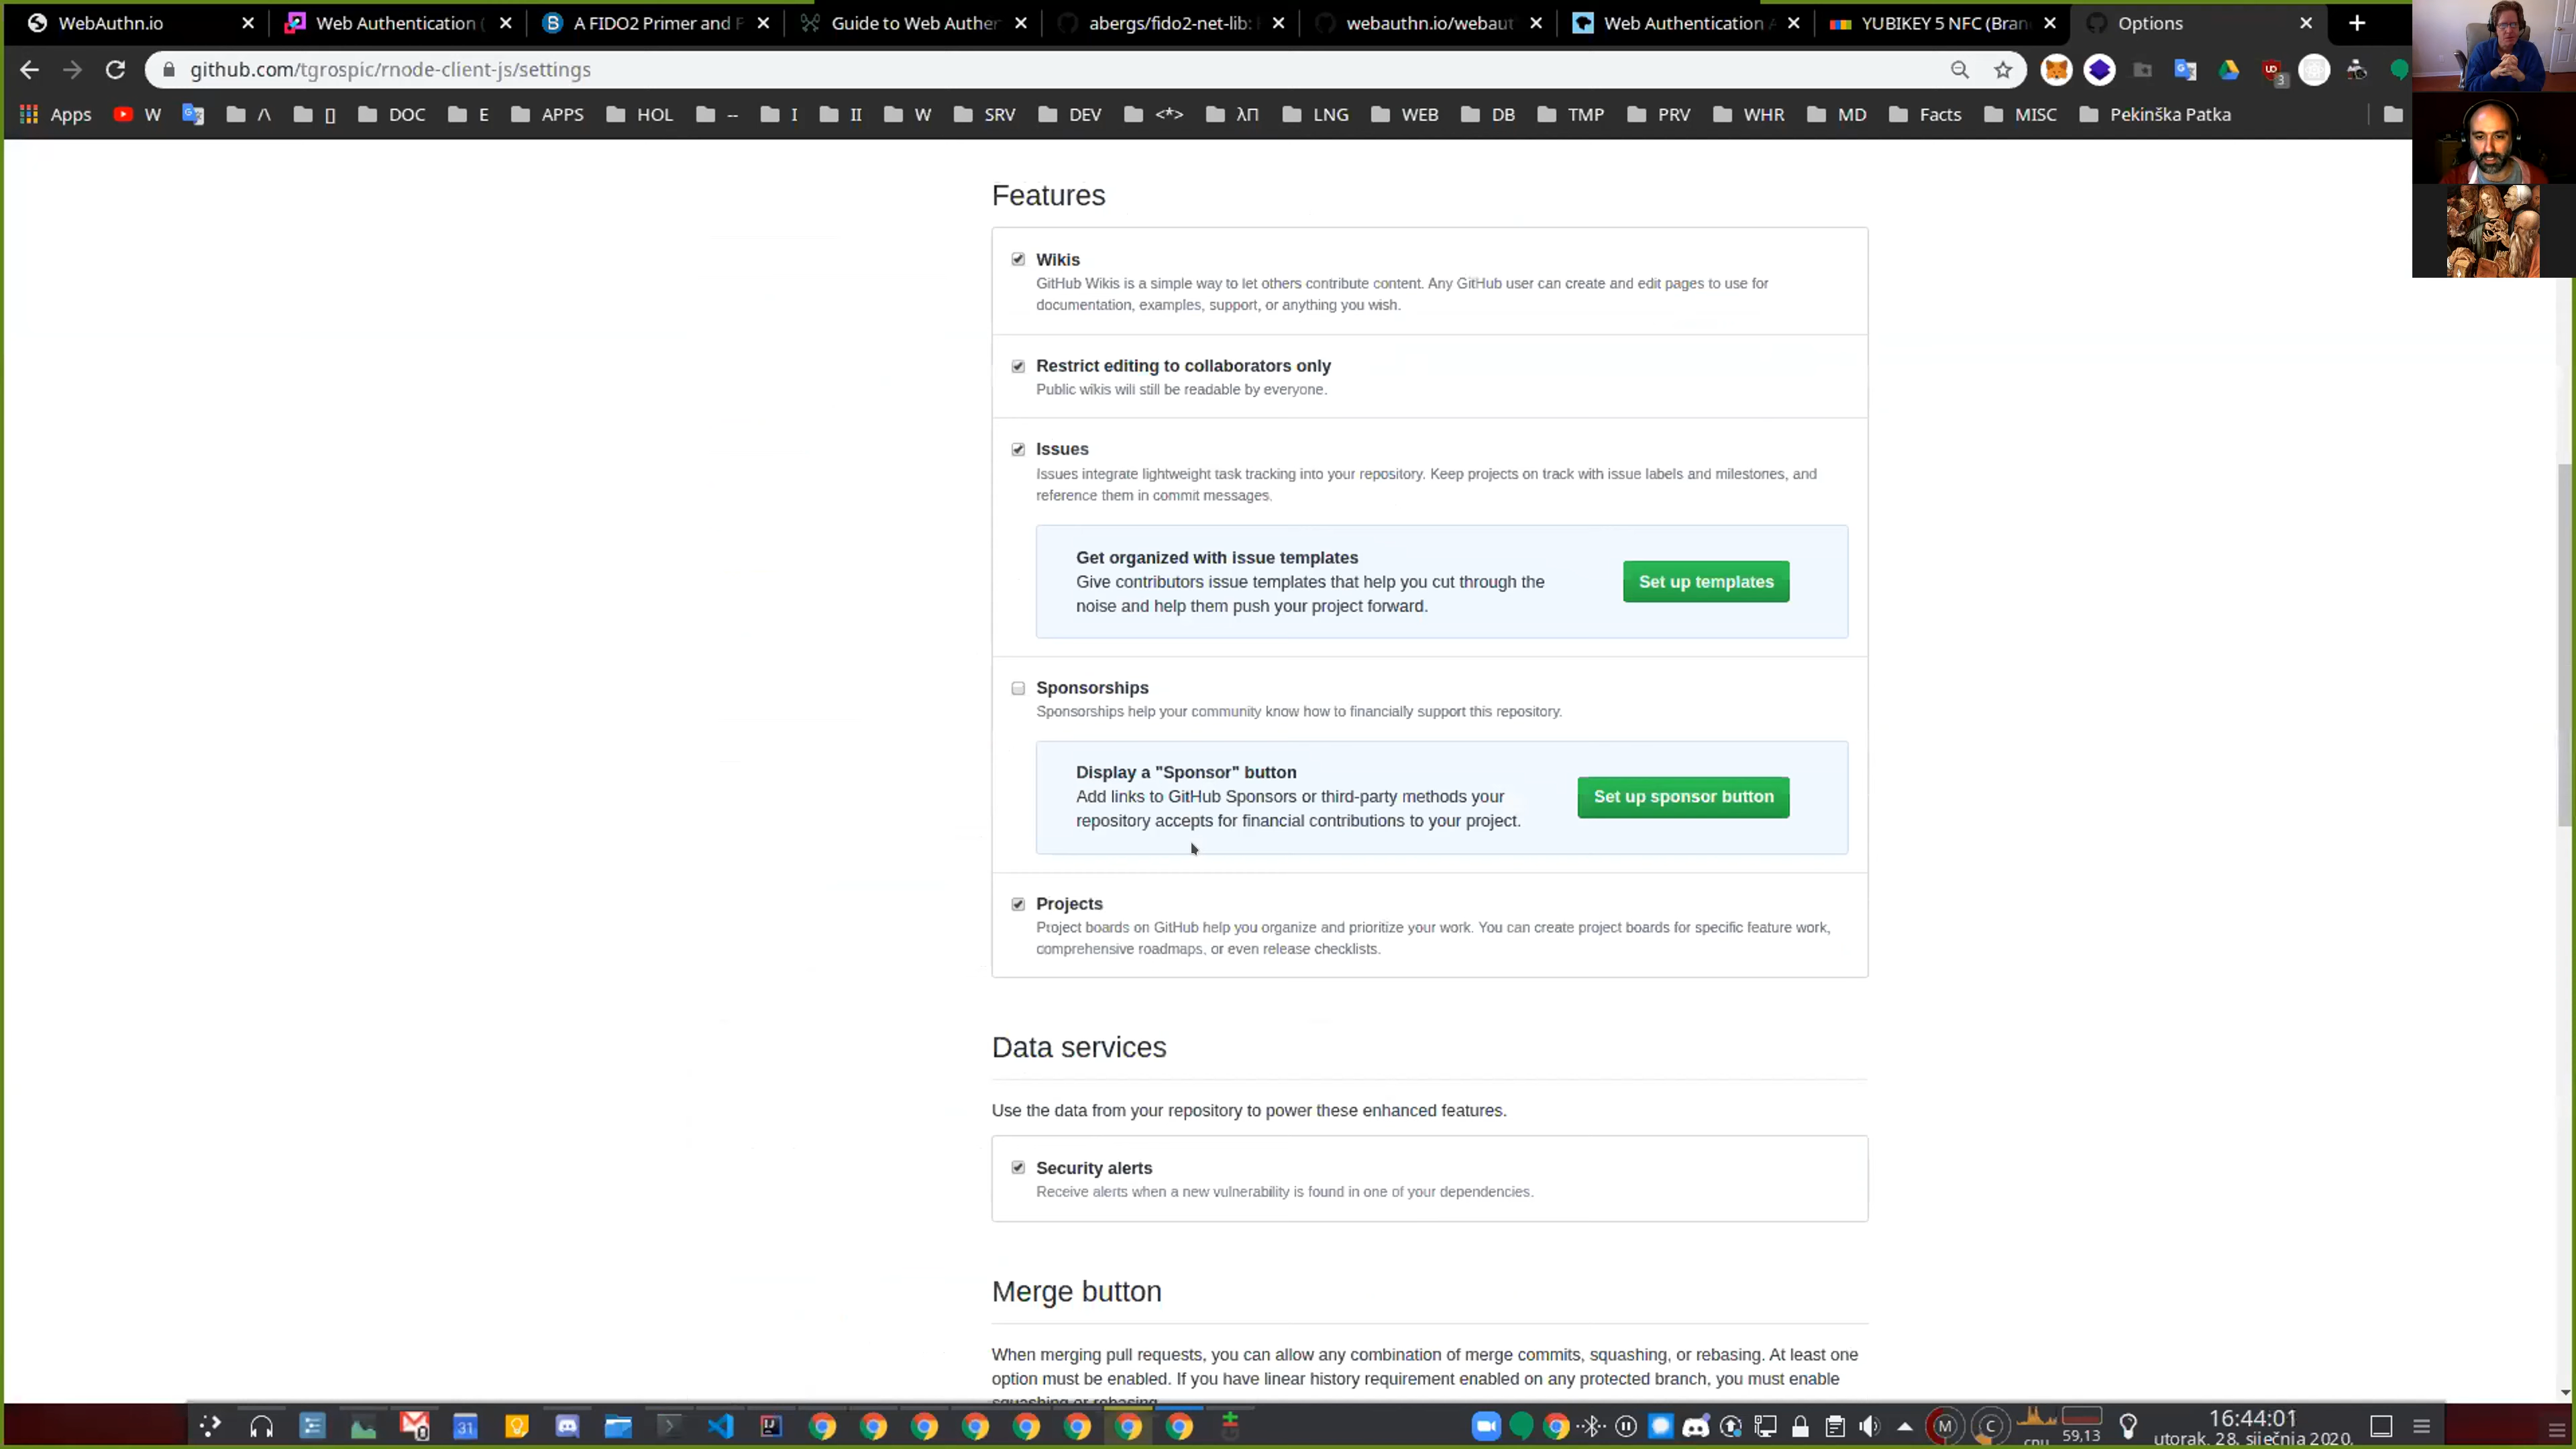 WebAuthn.io
Web Authentication (
A FIDO2 Primer and F
Guide to Web Auther
abergs/fido2-net-lib:
webauthn.io/webaut
Web Authentication A
YUBIKEY 5 NFC (Bran
Options
github.com/tgrospic/rnode-client-js/settings
Apps W /\ [] DOC E APPS HOL -- I II W SRV DEV <*> λΠ LNG WEB DB TMP PRV WHR MD Facts MISC Pekinška Patka
Features
Wikis
GitHub Wikis is a simple way to let others contribute content. Any GitHub user can create and edit pages to use for
documentation, examples, support, or anything you wish.
Restrict editing to collaborators only
Public wikis will still be readable by everyone.
Issues
Issues integrate lightweight task tracking into your repository. Keep projects on track with issue labels and milestones, and
reference them in commit messages.
Get organized with issue templates
Give contributors issue templates that help you cut through the
noise and help them push your project forward.
Set up templates
Sponsorships
Sponsorships help your community know how to financially support this repository.
Display a "Sponsor" button
Add links to GitHub Sponsors or third-party methods your
repository accepts for financial contributions to your project.
Set up sponsor button
Projects
Project boards on GitHub help you organize and prioritize your work. You can create project boards for specific feature work,
comprehensive roadmaps, or even release checklists.
Data services
Use the data from your repository to power these enhanced features.
Security alerts
Receive alerts when a new vulnerability is found in one of your dependencies.
Merge button
When merging pull requests, you can allow any combination of merge commits, squashing, or rebasing. At least one
option must be enabled. If you have linear history requirement enabled on any protected branch, you must enable
squashing or rebasing.
31
M
C
cpu
59,13
16:44:01
utorak, 28. siječnja 2020.